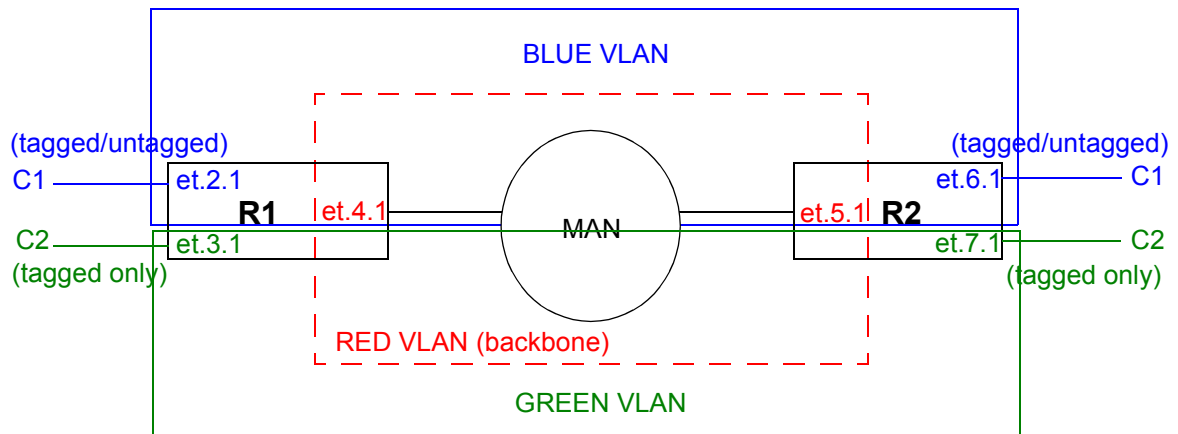 BLUE VLAN
(tagged/untagged)
(tagged/untagged)
C1
et.2.1
et.6.1
C1
R1
et.4.1
MAN
et.5.1
R2
C2
et.3.1
et.7.1
C2
(tagged only)
(tagged only)
RED VLAN (backbone)
GREEN VLAN